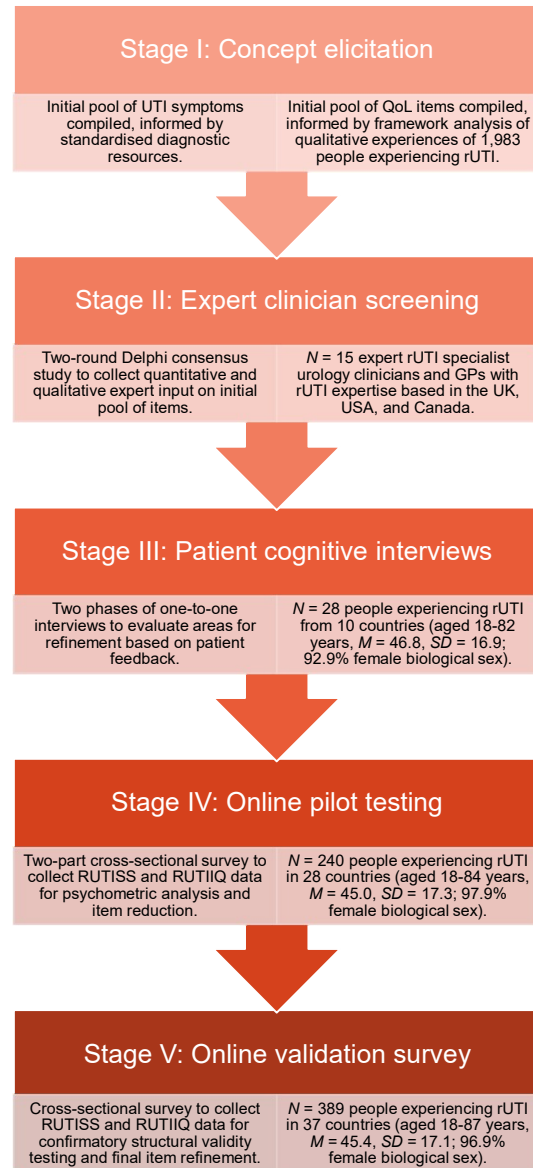 Stage I: Concept elicitation
Initial pool of UTI symptoms
compiled, informed by
standardised diagnostic
resources.
Initial pool of QoL items compiled,
informed by framework analysis of
qualitative experiences of 1,983
people experiencing rUTI.
Stage II: Expert clinician screening
Two-round Delphi consensus
study to collect quantitative and
qualitative expert input on initial
pool of items.
N = 15 expert rUTI specialist
urology clinicians and GPs with
rUTI expertise based in the UK,
USA, and Canada.
Stage III: Patient cognitive interviews
Two phases of one-to-one
interviews to evaluate areas for
refinement based on patient
feedback.
N = 28 people experiencing rUTI
from 10 countries (aged 18-82
years, M = 46.8, SD = 16.9;
92.9% female biological sex).
Stage IV: Online pilot testing
Two-part cross-sectional survey to
collect RUTISS and RUTIIQ data
for psychometric analysis and
item reduction.
N = 240 people experiencing rUTI
in 28 countries (aged 18-84 years,
M = 45.0, SD = 17.3; 97.9%
female biological sex).
Stage V: Online validation survey
Cross-sectional survey to collect
RUTISS and RUTIIQ data for
confirmatory structural validity
testing and final item refinement.
N = 389 people experiencing rUTI
in 37 countries (aged 18-87 years,
M = 45.4, SD = 17.1; 96.9%
female biological sex).